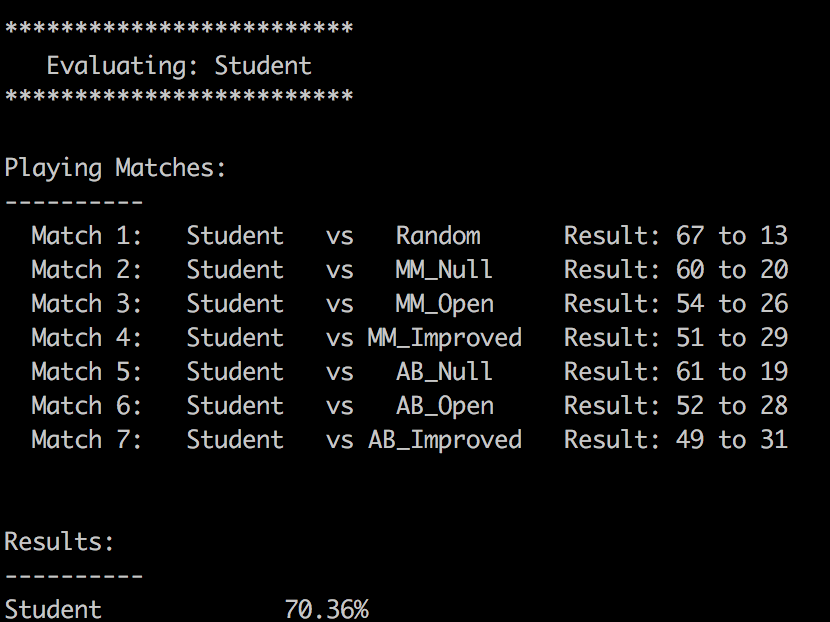 *************************
Evaluating: Student
*************************
Playing Matches:
----------
Match 1: Student vs Random Result: 67 to 13
Match 2: Student vs MM_Null Result: 60 to 20
Match 3: Student vs MM_Open Result: 54 to 26
Match 4: Student vs MM_Improved Result: 51 to 29
Match 5: Student vs AB_Null Result: 61 to 19
Match 6: Student vs AB_Open Result: 52 to 28
Match 7: Student vs AB_Improved Result: 49 to 31
Results:
----------
Student 70.36%